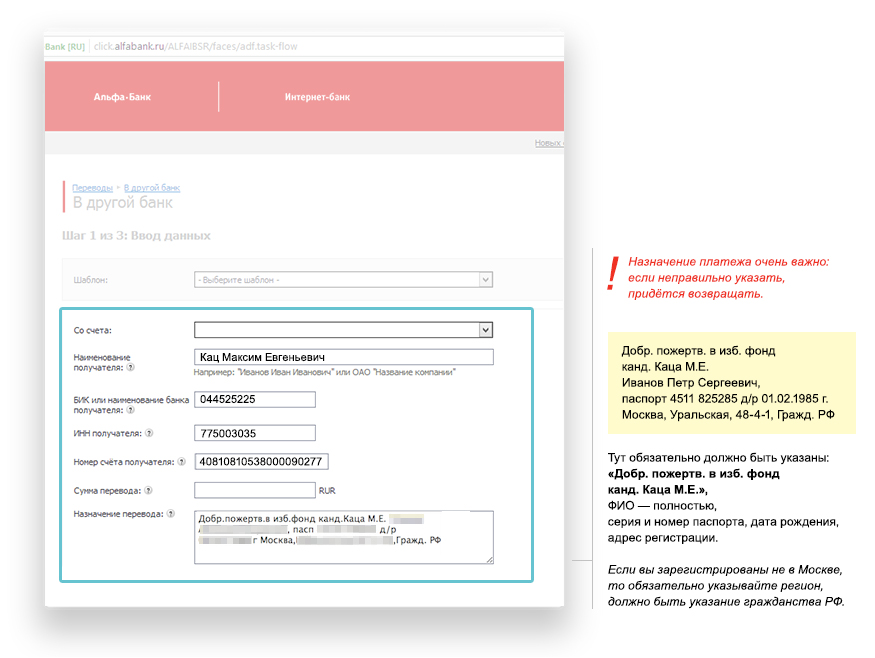 Bank [RU] click.alfabank.ru/ALFAIBSR/faces/adf.task-flow
Альфа-Банк
Интернет-банк
Новых
Переводы • В другой банк
В другой банк
Шаг 1 из 3: Ввод данных
Шаблон: - Выберите шаблон -
Со счета:
Наименование
получателя: ?
Кац Максим Евгеньевич
Например: "Иванов Иван Иванович" или ОАО "Название компании"
БИК или наименование банка
получателя: ?
044525225
ИНН получателя: ? 775003035
Номер счёта получателя: ? 40810810538000090277
Сумма перевода: ? RUR
Назначение перевода: ?
Добр.пожертв.в изб.фонд канд.Каца М.Е.
, пасп д/р
г Москва, ,Гражд. РФ
! Назначение платежа очень важно:
если неправильно указать,
придётся возвращать.
Добр. пожертв. в изб. фонд
канд. Каца М.Е.
Иванов Петр Сергеевич,
паспорт 4511 825285 д/р 01.02.1985 г.
Москва, Уральская, 48-4-1, Гражд. РФ
Тут обязательно должно быть указаны:
«Добр. пожертв. в изб. фонд
канд. Каца М.Е.»,
ФИО — полностью,
серия и номер паспорта, дата рождения,
адрес регистрации.
Если вы зарегистрированы не в Москве,
то обязательно указывайте регион,
должно быть указание гражданства РФ.